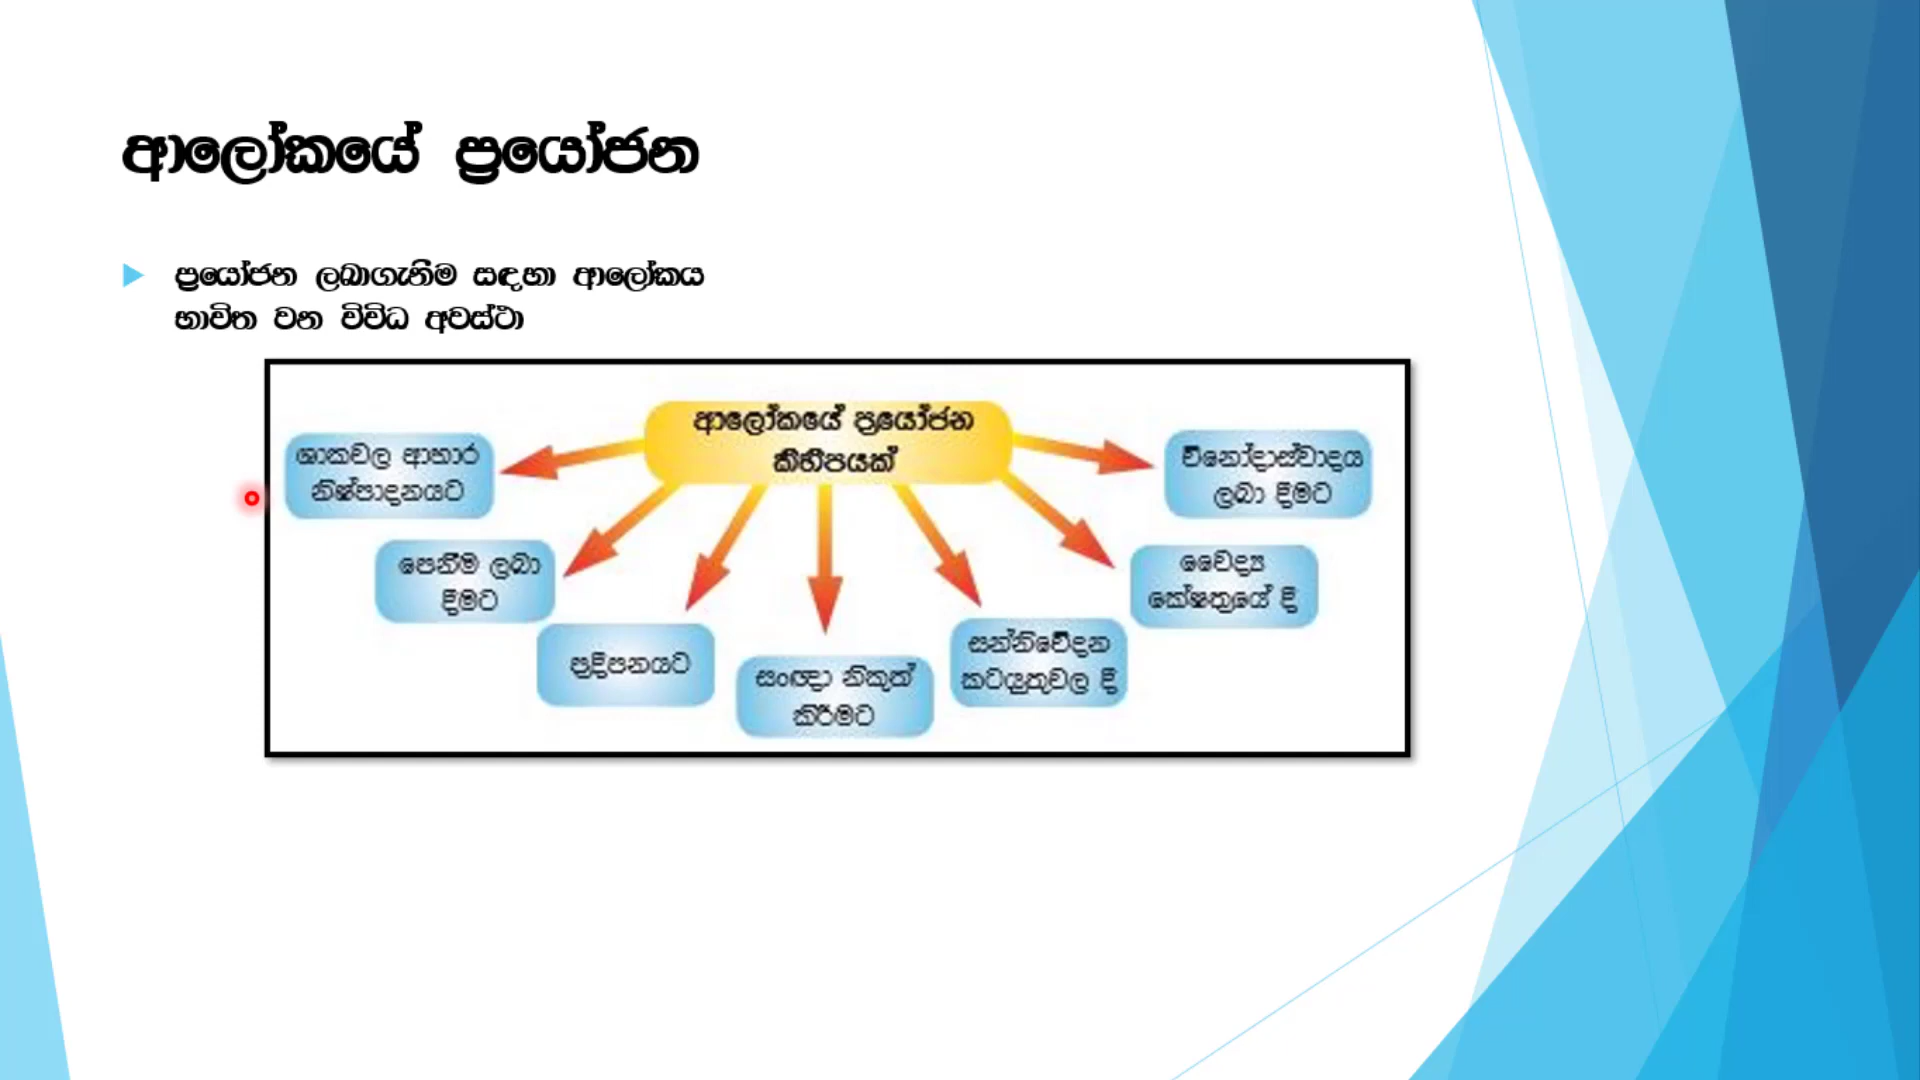 ආලෝකයේ ප්‍රයෝජන
ප්‍රයෝජන ලබාගැනීම සඳහා ආලෝකය
භාවිත වන විවිධ අවස්ථා
ආලෝකයේ ප්‍රයෝජන
කිහිපයක්
ශාකවල ආහාර
නිෂ්පාදනයට
පෙනීම ලබා
දීමට
ප්‍රදීපනයට
සංඥා නිකුත්
කිරීමට
සන්නිවේදන
කටයුතුවල දී
වෛද්‍ය
ක්ෂේත්‍රයේ දී
විනෝදාස්වාදය
ලබා දීමට